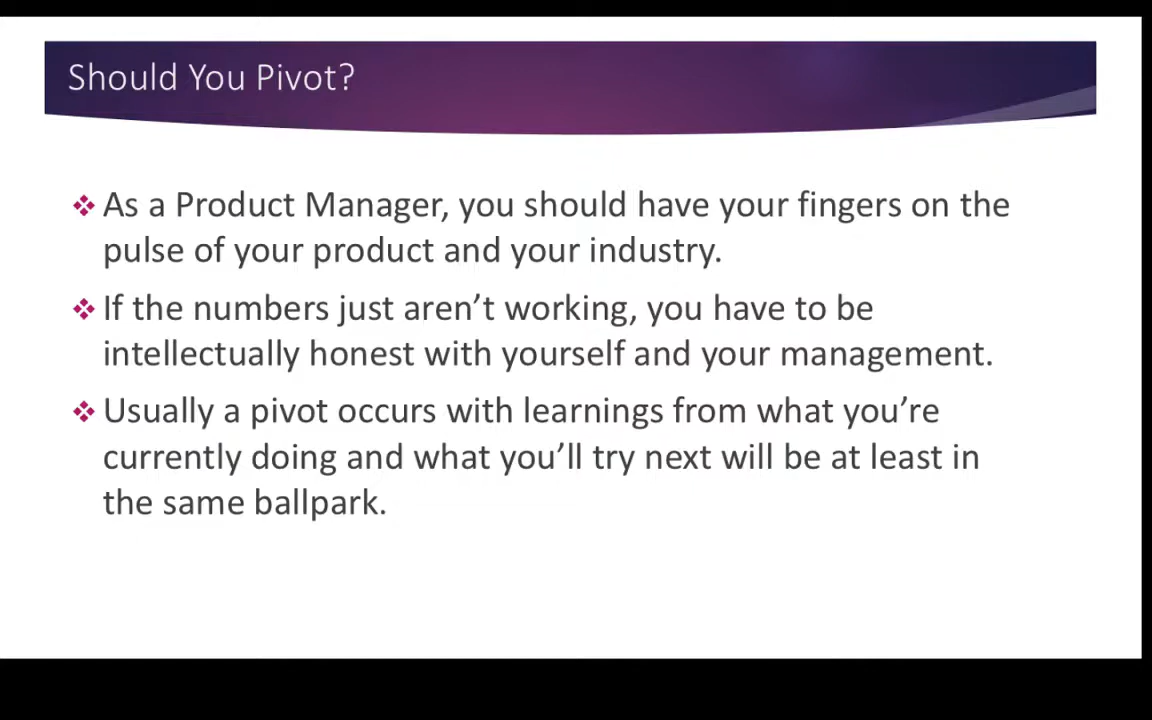 Should You Pivot?
As a Product Manager, you should have your fingers on the
pulse of your product and your industry.
If the numbers just aren’t working, you have to be
intellectually honest with yourself and your management.
Usually a pivot occurs with learnings from what you’re
currently doing and what you’ll try next will be at least in
the same ballpark.